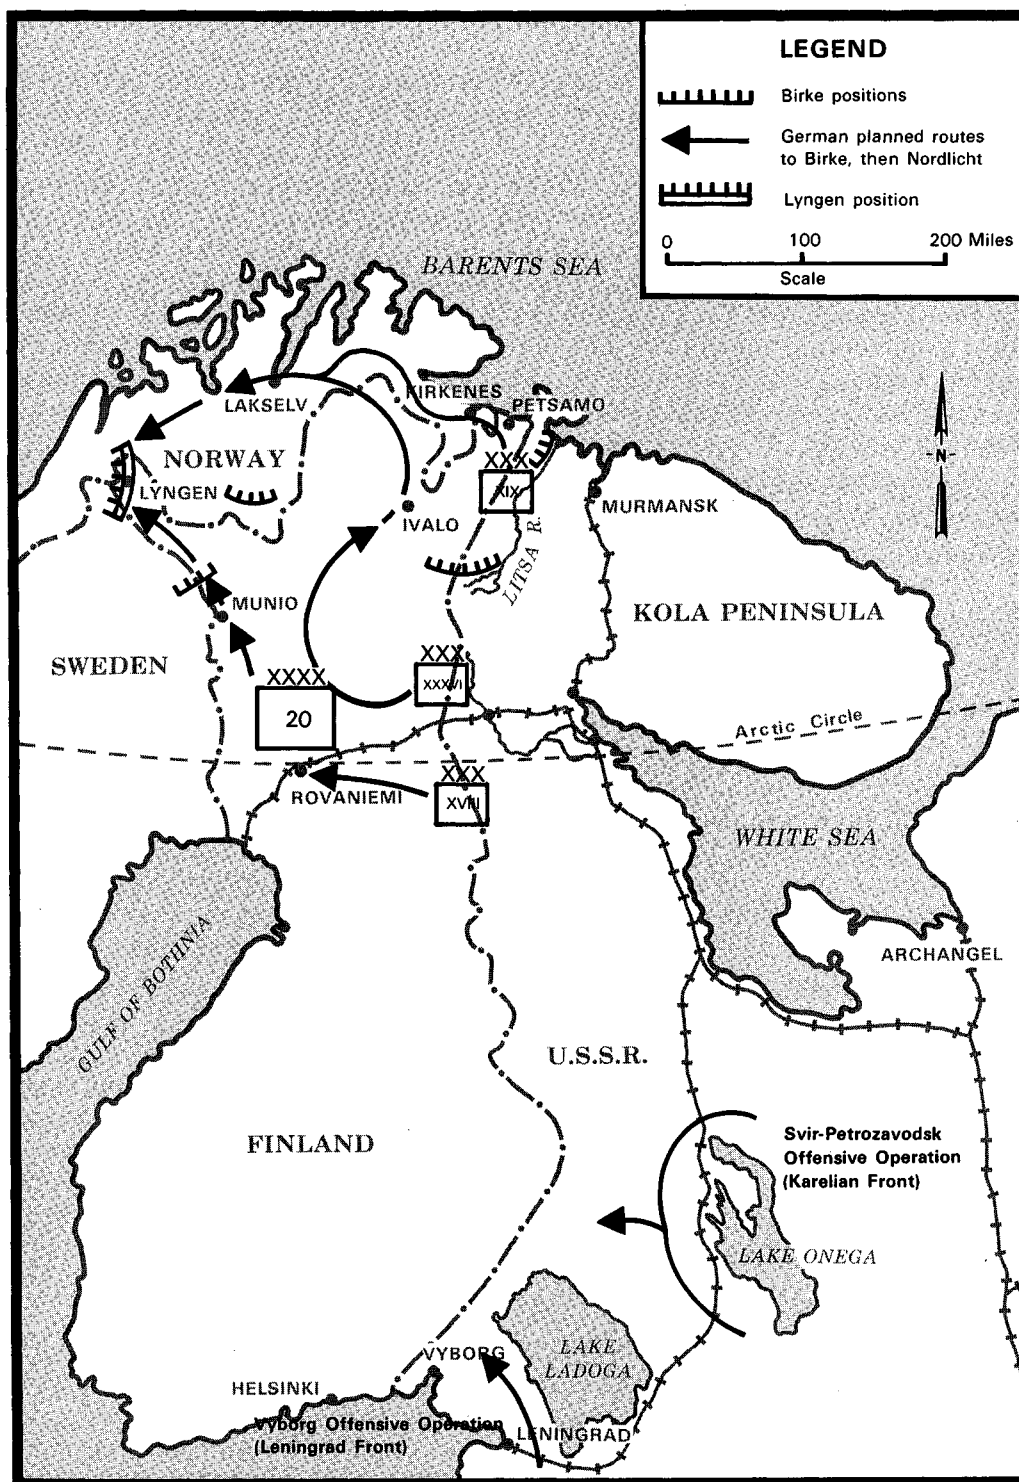 LEGEND
Birke positions
German planned routes
to Birke, then Nordlicht
Lyngen position
0 100 200 Miles
Scale
BARENTS SEA
-N-
KIRKENES
LAKSELV
PETSAMO
NORWAY
XXX
XIX
LYNGEN
IVALO
MURMANSK
LITSA R.
MUNIO
KOLA PENINSULA
SWEDEN
XXX
XXXVI
XXXX
20
Arctic Circle
XXX
XVIII
ROVANIEMI
WHITE SEA
GULF OF BOTHNIA
ARCHANGEL
U.S.S.R.
FINLAND
Svir-Petrozavodsk
Offensive Operation
(Karelian Front)
LAKE ONEGA
VYBORG
LAKE
LADOGA
HELSINKI
Vyborg Offensive Operation
(Leningrad Front)
LENINGRAD